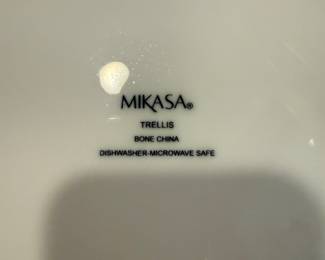 MIKASA®
TRELLIS
BONE CHINA
DISHWASHER-MICROWAVE SAFE